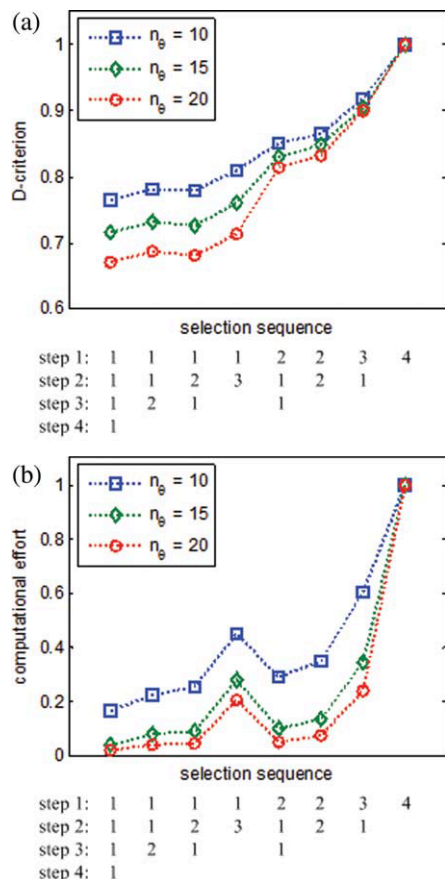 (a)
n_θ = 10
n_θ = 15
n_θ = 20
1
0.9
0.8
0.7
0.6
D-criterion
selection sequence
step 1: 1 1 1 1 2 2 3 4
step 2: 1 1 2 3 1 2 1
step 3: 1 2 1 1
step 4: 1
(b)
n_θ = 10
n_θ = 15
n_θ = 20
1
0.8
0.6
0.4
0.2
0
computational effort
selection sequence
step 1: 1 1 1 1 2 2 3 4
step 2: 1 1 2 3 1 2 1
step 3: 1 2 1 1
step 4: 1